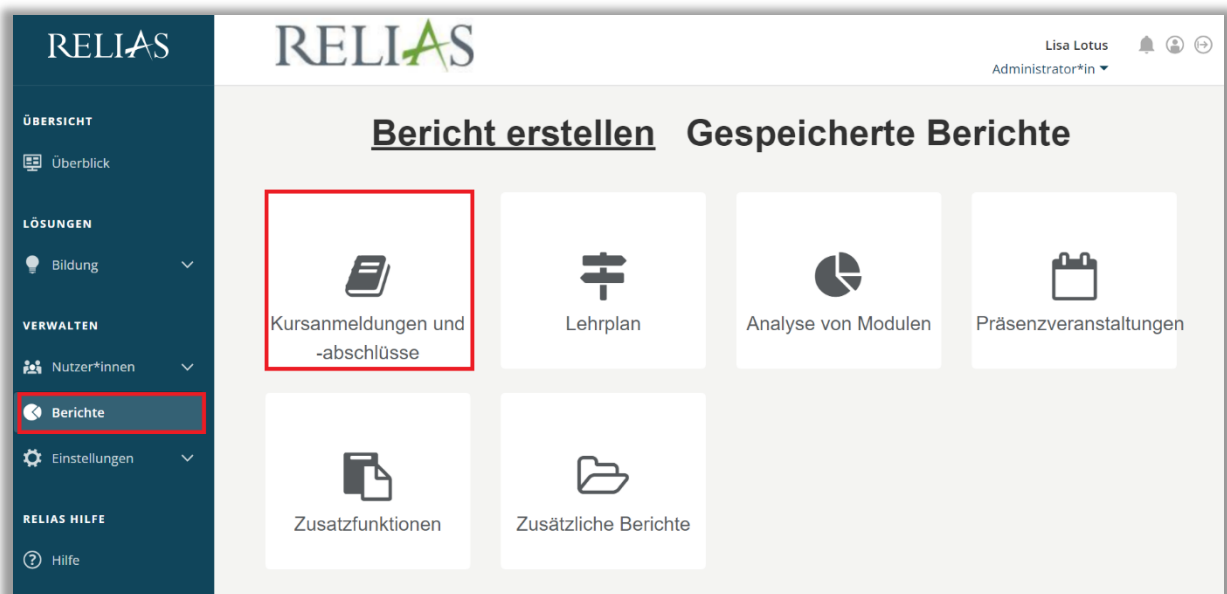 RELIAS
RELIAS
Lisa Lotus
Administrator*in
ÜBERSICHT
Überblick
LÖSUNGEN
Bildung
VERWALTEN
Nutzer*innen
Berichte
Einstellungen
RELIAS HILFE
Hilfe
Bericht erstellen Gespeicherte Berichte
Kursanmeldungen und
-abschlüsse
Lehrplan
Analyse von Modulen
Präsenzveranstaltungen
Zusatzfunktionen
Zusätzliche Berichte